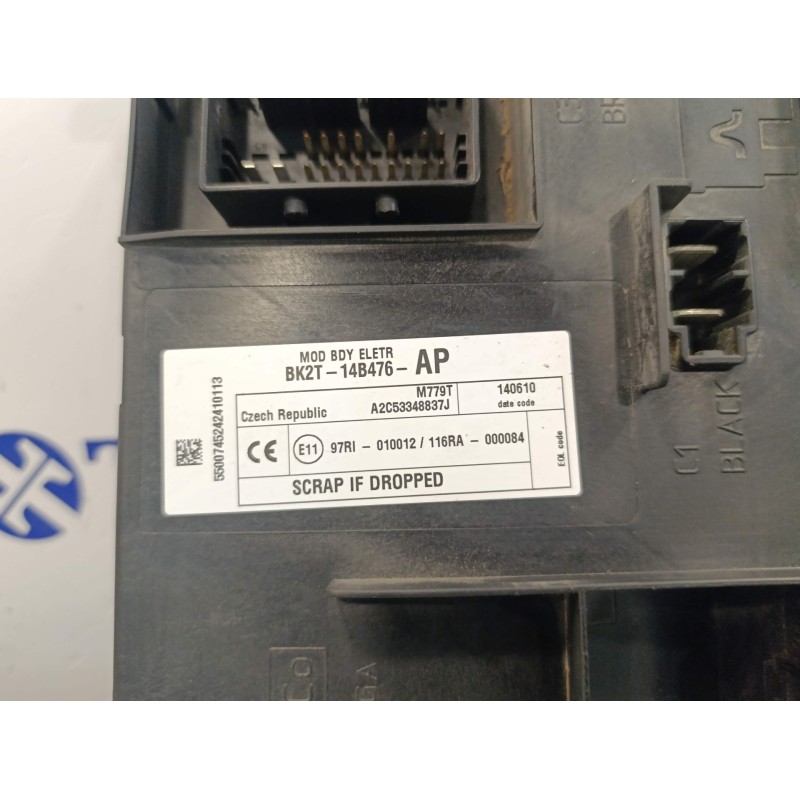 MOD BDY ELETR
BK2T-14B476- AP
5500745242410113
M779T
Czech Republic A2C53348837J
140610
date code
CE E11 97RI - 010012 / 116RA - 000084
EOL code
SCRAP IF DROPPED
C1
BLACK